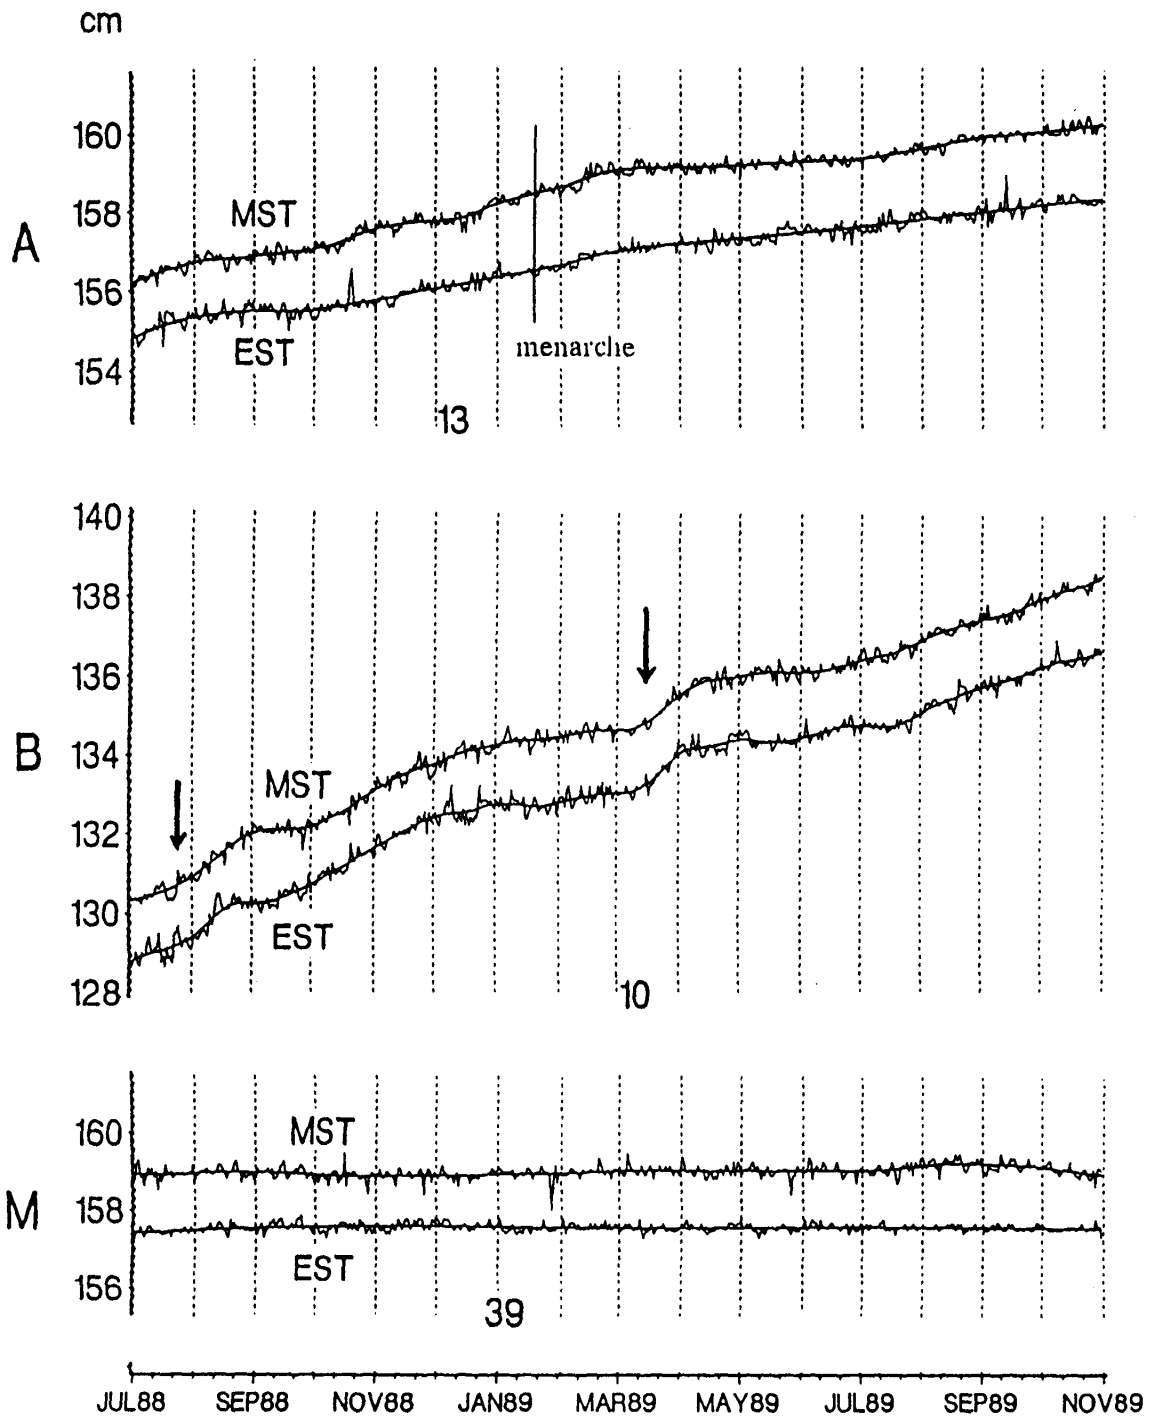 cm
160
158
156
154
A
MST
EST
menarche
13
140
138
136
134
132
130
128
B
MST
EST
10
160
158
156
M
MST
EST
39
JUL88 SEP88 NOV88 JAN89 MAR89 MAY89 JUL89 SEP89 NOV89